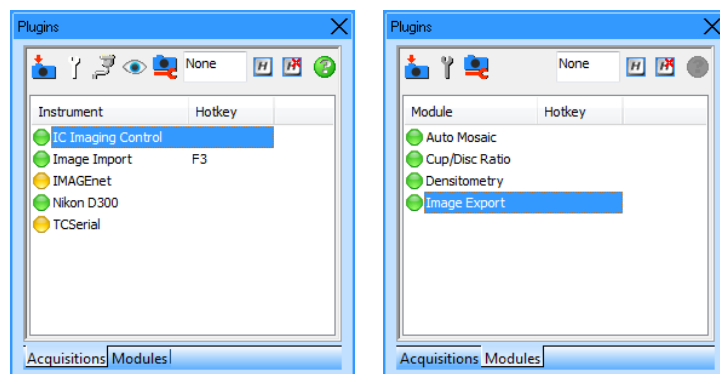 Plugins
None
H
H
?
Instrument Hotkey
IC Imaging Control
Image Import F3
IMAGEnet
Nikon D300
TCSerial
Acquisitions Modules
Plugins
None
H
H
?
Module Hotkey
Auto Mosaic
Cup/Disc Ratio
Densitometry
Image Export
Acquisitions Modules